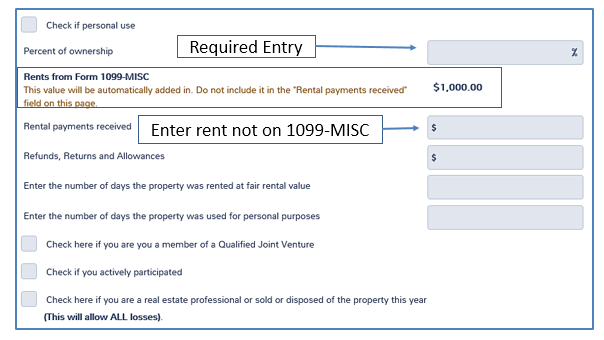 Check if personal use
Percent of ownership
Required Entry
%
Rents from Form 1099-MISC
This value will be automatically added in. Do not include it in the "Rental payments received"
field on this page.
$1,000.00
Rental payments received
Enter rent not on 1099-MISC
$
Refunds, Returns and Allowances
$
Enter the number of days the property was rented at fair rental value
Enter the number of days the property was used for personal purposes
Check here if you are you a member of a Qualified Joint Venture
Check if you actively participated
Check here if you are a real estate professional or sold or disposed of the property this year
(This will allow ALL losses).